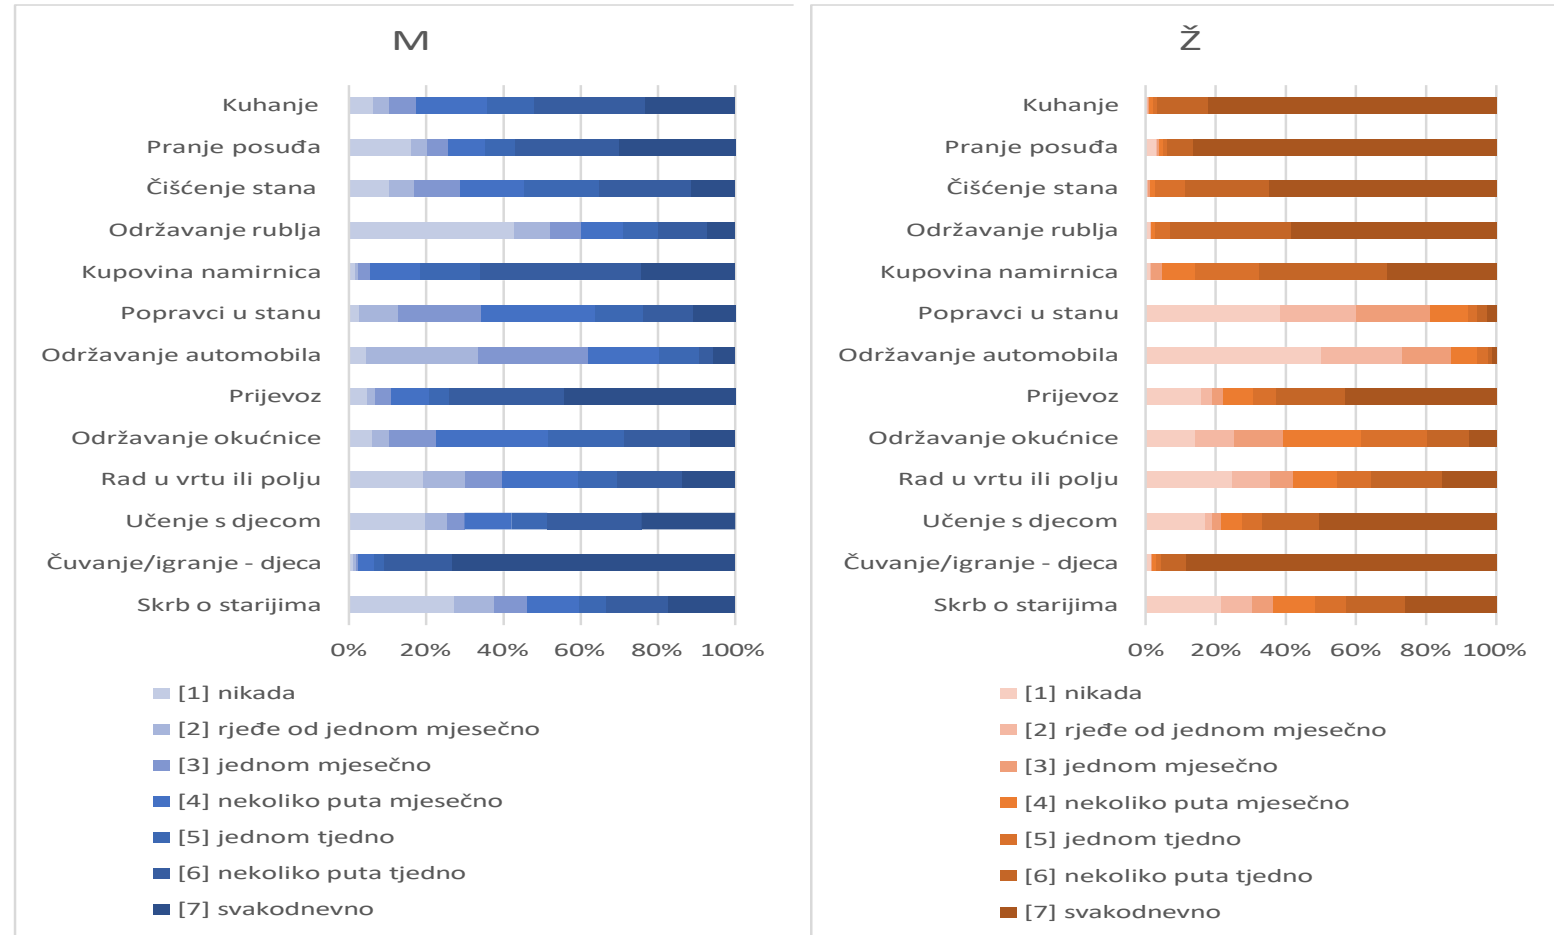 M
Kuhanje
Pranje posuđa
Čišćenje stana
Održavanje rublja
Kupovina namirnica
Popravci u stanu
Održavanje automobila
Prijevoz
Održavanje okućnice
Rad u vrtu ili polju
Učenje s djecom
Čuvanje/igranje - djeca
Skrb o starijima
0% 20% 40% 60% 80% 100%
[1] nikada
[2] rjeđe od jednom mjesečno
[3] jednom mjesečno
[4] nekoliko puta mjesečno
[5] jednom tjedno
[6] nekoliko puta tjedno
[7] svakodnevno
Ž
Kuhanje
Pranje posuđa
Čišćenje stana
Održavanje rublja
Kupovina namirnica
Popravci u stanu
Održavanje automobila
Prijevoz
Održavanje okućnice
Rad u vrtu ili polju
Učenje s djecom
Čuvanje/igranje - djeca
Skrb o starijima
0% 20% 40% 60% 80% 100%
[1] nikada
[2] rjeđe od jednom mjesečno
[3] jednom mjesečno
[4] nekoliko puta mjesečno
[5] jednom tjedno
[6] nekoliko puta tjedno
[7] svakodnevno